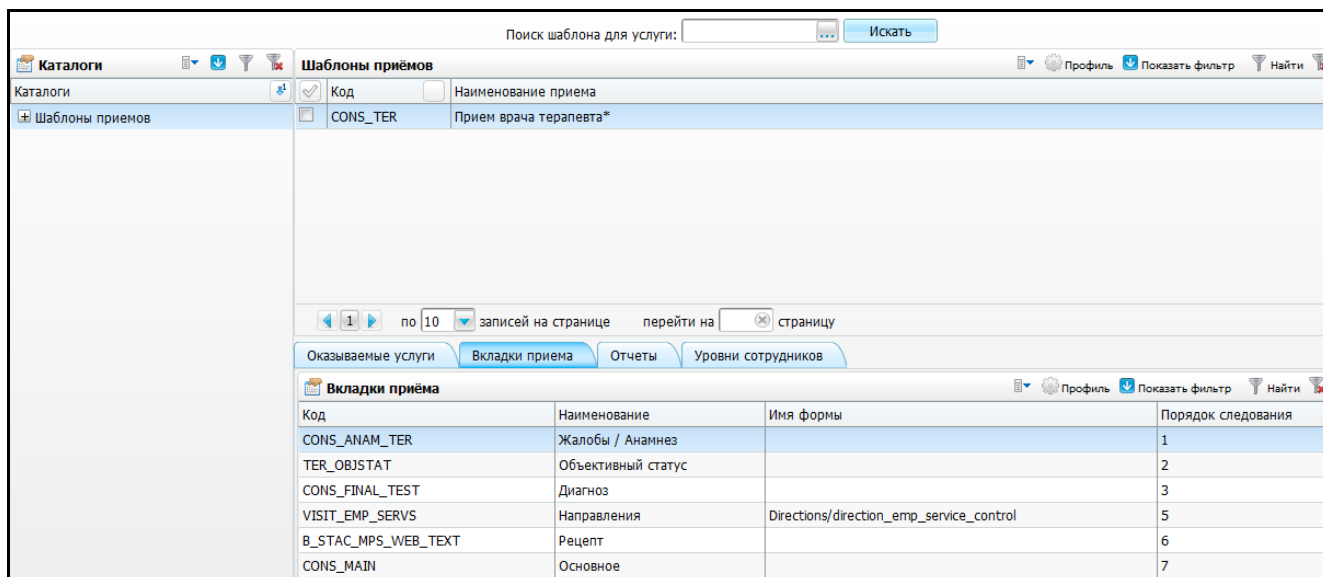 Поиск шаблона для услуги: ... Искать
Каталоги
Шаблоны приёмов Профиль Показать фильтр Найти
Каталоги 1 Код Наименование приема
Шаблоны приемов CONS_TER Прием врача терапевта*
1 по 10 записей на странице перейти на страницу
Оказываемые услуги Вкладки приема Отчеты Уровни сотрудников
Вкладки приёма Профиль Показать фильтр Найти
Код Наименование Имя формы Порядок следования
CONS_ANAM_TER Жалобы / Анамнез 1
TER_OBJSTAT Объективный статус 2
CONS_FINAL_TEST Диагноз 3
VISIT_EMP_SERVS Направления Directions/direction_emp_service_control 5
B_STAC_MPS_WEB_TEXT Рецепт 6
CONS_MAIN Основное 7